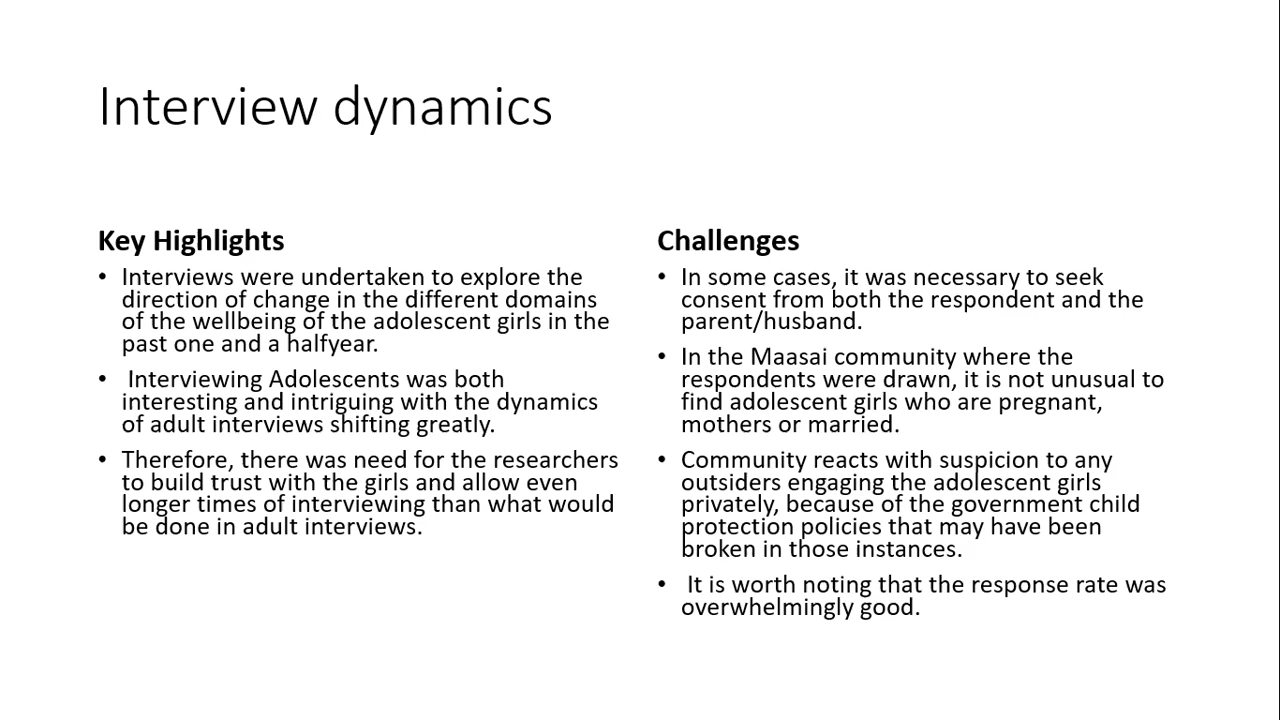 Interview dynamics
Key Highlights
• Interviews were undertaken to explore the
direction of change in the different domains
of the wellbeing of the adolescent girls in the
past one and a halfyear.
• Interviewing Adolescents was both
interesting and intriguing with the dynamics
of adult interviews shifting greatly.
• Therefore, there was need for the researchers
to build trust with the girls and allow even
longer times of interviewing than what would
be done in adult interviews.
Challenges
• In some cases, it was necessary to seek
consent from both the respondent and the
parent/husband.
• In the Maasai community where the
respondents were drawn, it is not unusual to
find adolescent girls who are pregnant,
mothers or married.
• Community reacts with suspicion to any
outsiders engaging the adolescent girls
privately, because of the government child
protection policies that may have been
broken in those instances.
• It is worth noting that the response rate was
overwhelmingly good.